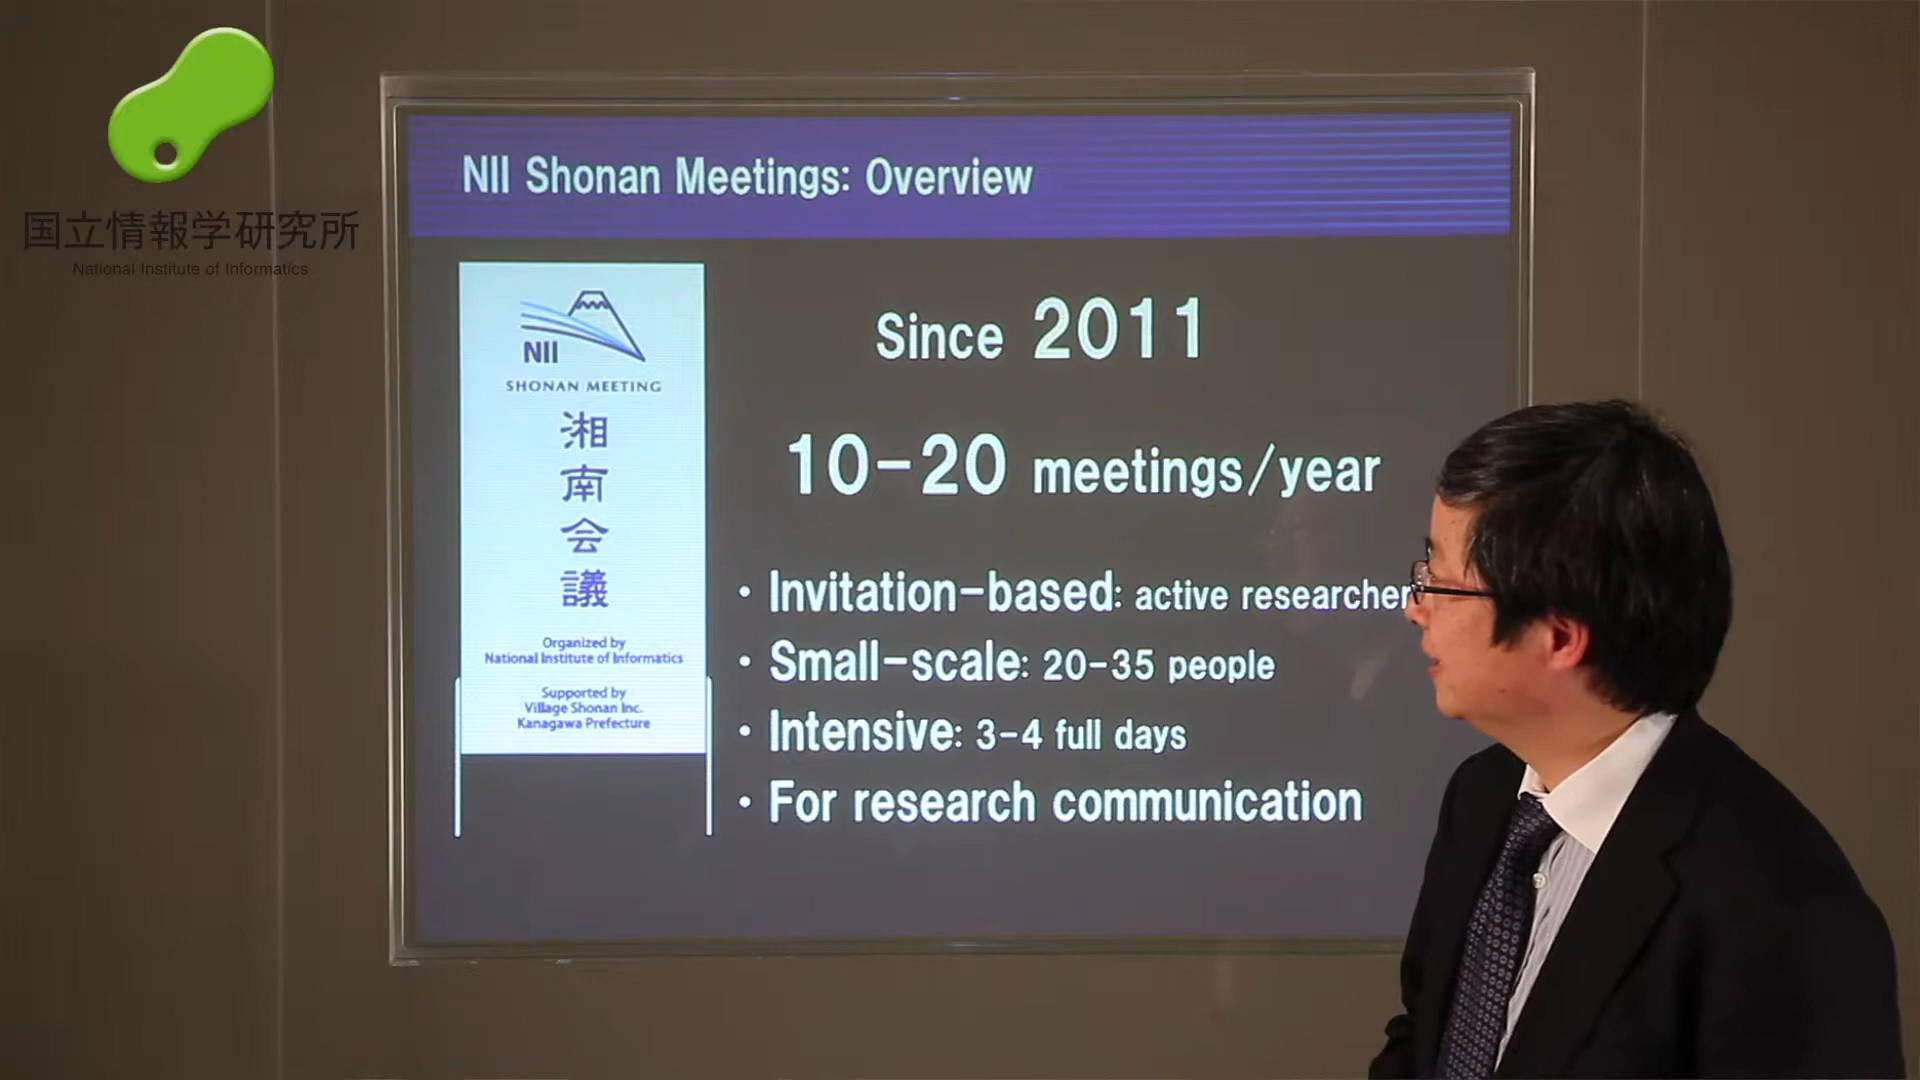 国立情報学研究所
National Institute of Informatics
NII Shonan Meetings: Overview
NII
SHONAN MEETING
湘南会議
Organized by
National Institute of Informatics
Supported by
Village Shonan Inc.
Kanagawa Prefecture
Since 2011
10-20 meetings/year
• Invitation-based: active researcher
• Small-scale: 20-35 people
• Intensive: 3-4 full days
• For research communication